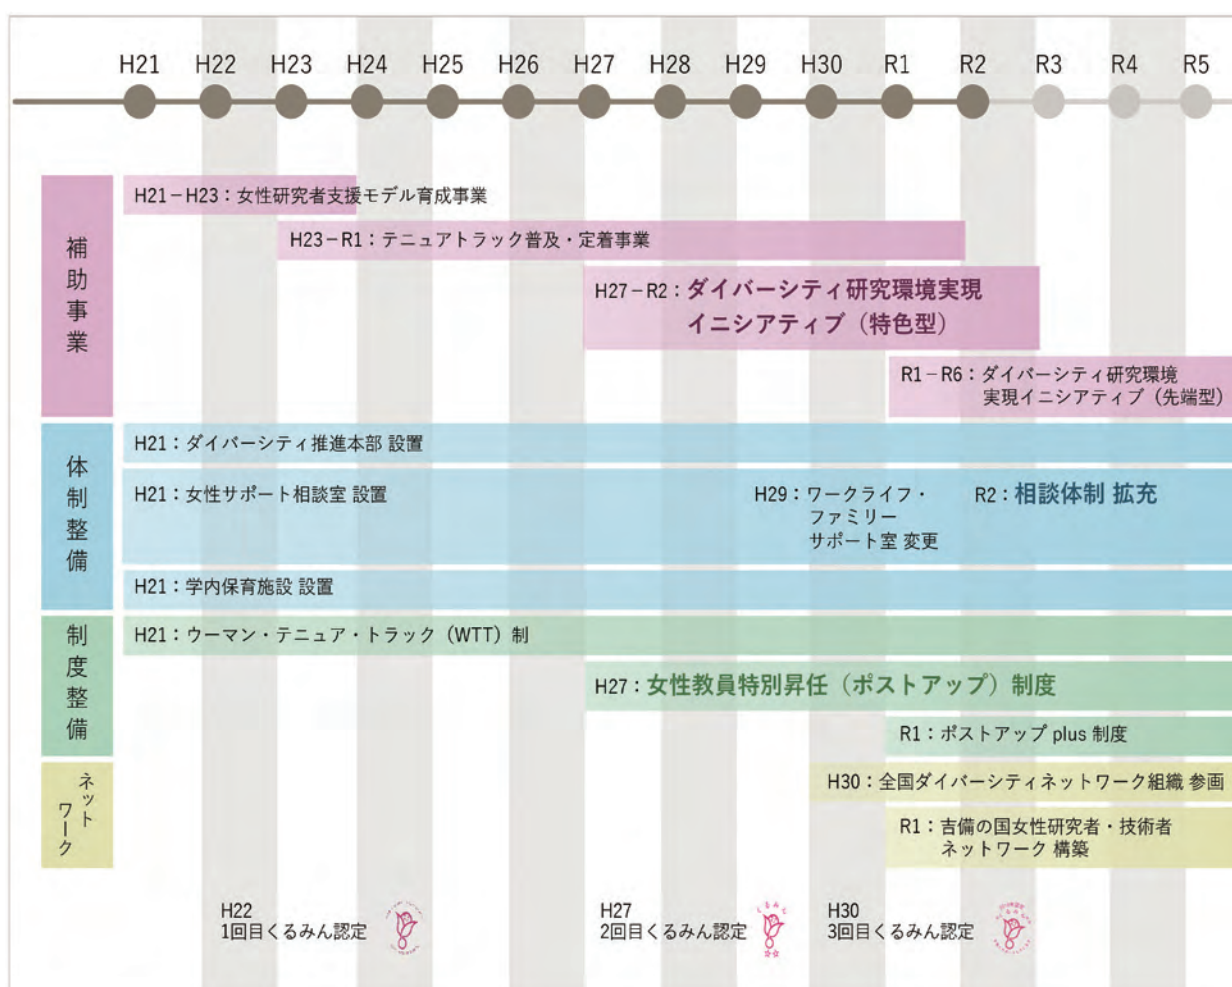 H21 H22 H23 H24 H25 H26 H27 H28 H29 H30 R1 R2 R3 R4 R5
補助事業
H21－H23：女性研究者支援モデル育成事業
H23－R1：テニュアトラック普及・定着事業
H27－R2：ダイバーシティ研究環境実現
イニシアティブ（特色型）
R1－R6：ダイバーシティ研究環境
実現イニシアティブ（先端型）
体制整備
H21：ダイバーシティ推進本部 設置
H21：女性サポート相談室 設置
H29：ワークライフ・
ファミリー
サポート室 変更
R2：相談体制 拡充
H21：学内保育施設 設置
制度整備
H21：ウーマン・テニュア・トラック（WTT）制
H27：女性教員特別昇任（ポストアップ）制度
R1：ポストアップ plus 制度
ネット
ワーク
H30：全国ダイバーシティネットワーク組織 参画
R1：吉備の国女性研究者・技術者
ネットワーク 構築
H22
1回目くるみん認定
H27
2回目くるみん認定
くるみん
H30
3回目くるみん認定